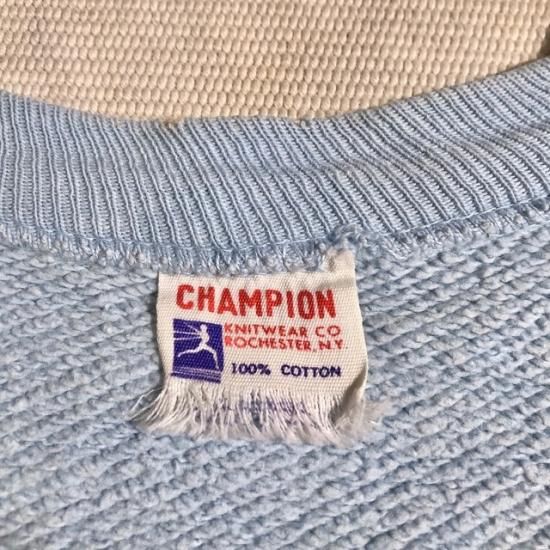 CHAMPION
KNITWEAR CO
ROCHESTER, N.Y.
100% COTTON